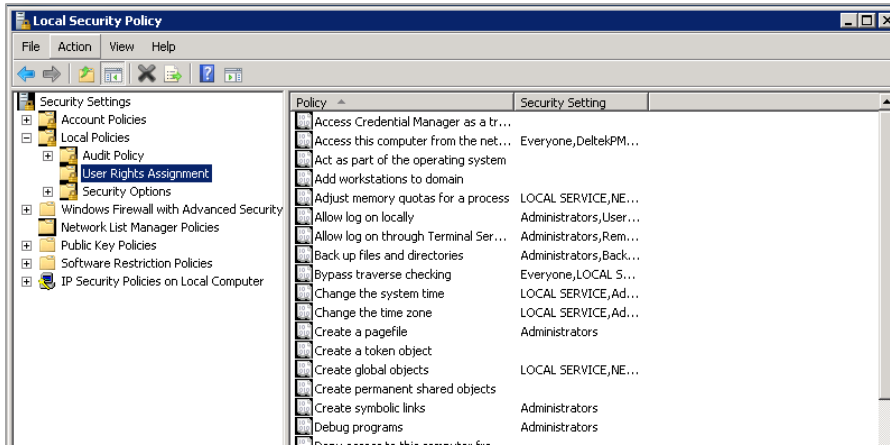 Local Security Policy
File Action View Help
Security Settings
Account Policies
Local Policies
Audit Policy
User Rights Assignment
Security Options
Windows Firewall with Advanced Security
Network List Manager Policies
Public Key Policies
Software Restriction Policies
IP Security Policies on Local Computer
Policy Security Setting
Access Credential Manager as a tr...
Access this computer from the net... Everyone,DeltekPM...
Act as part of the operating system
Add workstations to domain
Adjust memory quotas for a process LOCAL SERVICE,NE...
Allow log on locally Administrators,User...
Allow log on through Terminal Ser... Administrators,Rem...
Back up files and directories Administrators,Back...
Bypass traverse checking Everyone,LOCAL S...
Change the system time LOCAL SERVICE,Ad...
Change the time zone LOCAL SERVICE,Ad...
Create a pagefile Administrators
Create a token object
Create global objects LOCAL SERVICE,NE...
Create permanent shared objects
Create symbolic links Administrators
Debug programs Administrators